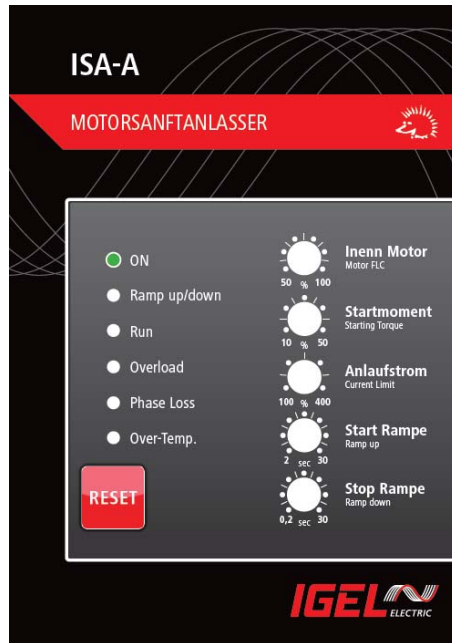 ISA-A
MOTORSANFTANLASSER
ON
Ramp up/down
Run
Overload
Phase Loss
Over-Temp.
RESET
Inenn Motor
Motor FLC
50 % 100
Startmoment
Starting Torque
10 % 50
Anlaufstrom
Current Limit
100 % 400
Start Rampe
Ramp up
2 sec 30
Stop Rampe
Ramp down
0,2 sec 30
IGEL
ELECTRIC